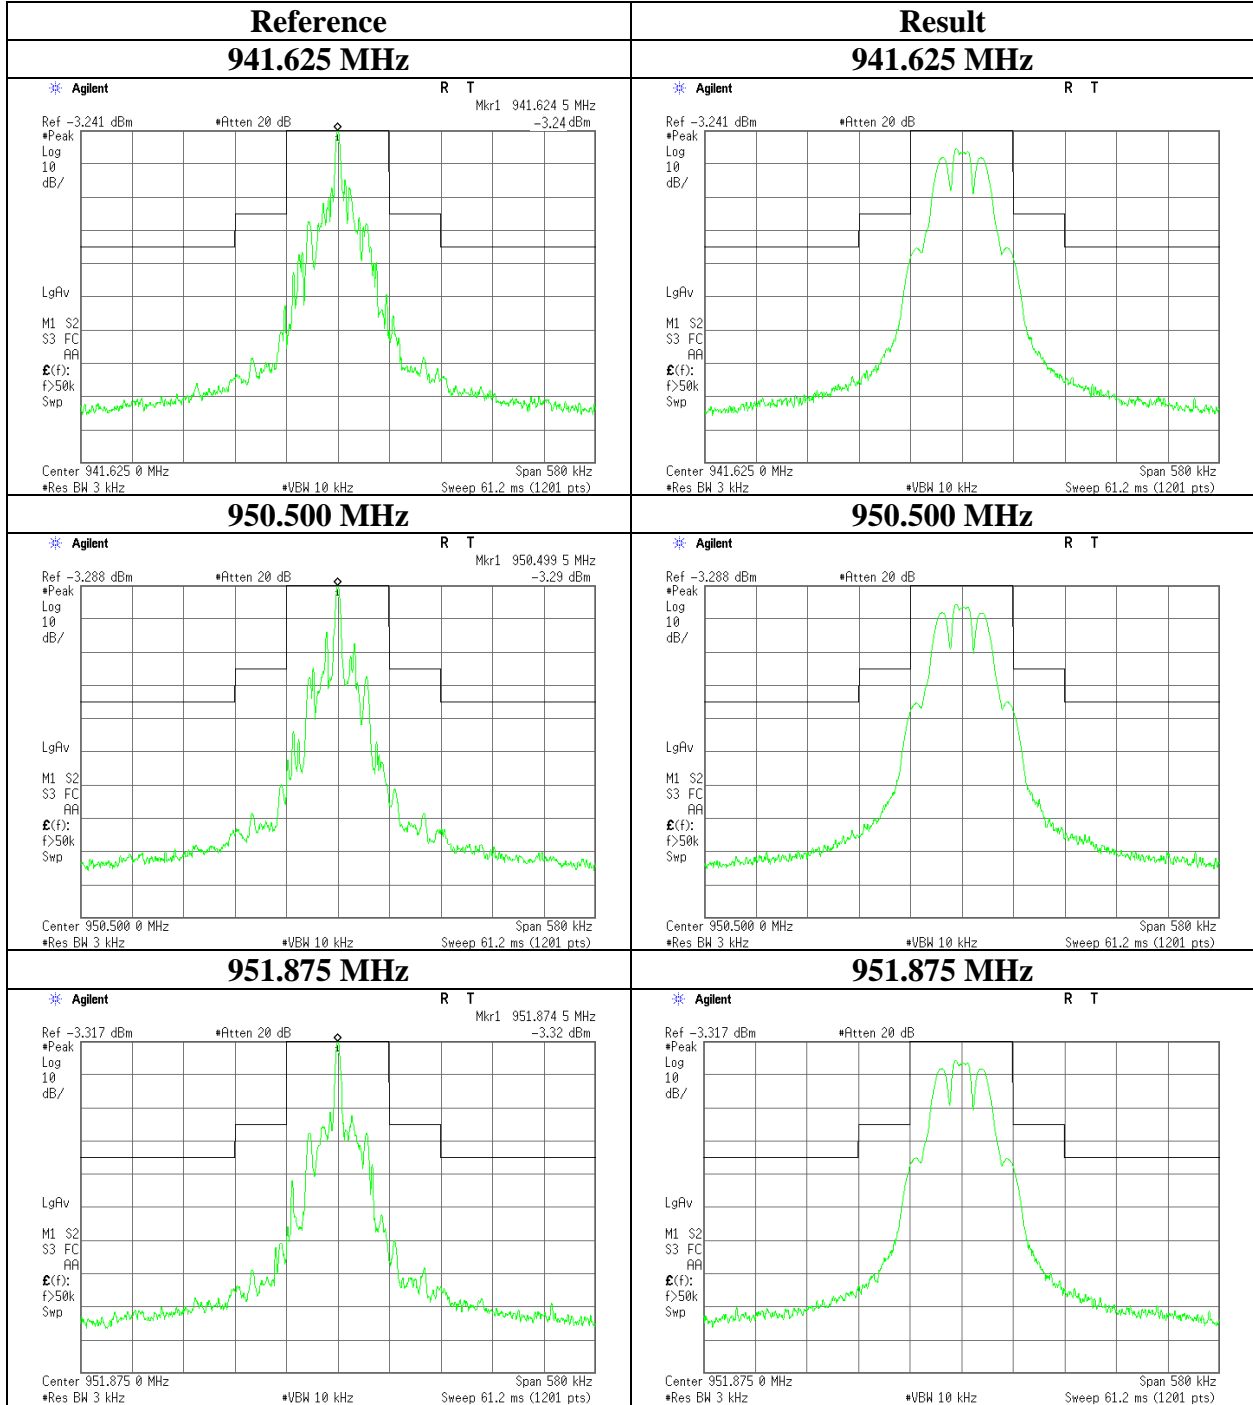 Reference Result
941.625 MHz 941.625 MHz
Agilent R T
Mkr1 941.624 5 MHz
Ref -3.241 dBm #Atten 20 dB -3.24 dBm
#Peak
Log
10
dB/
1
LgAv
M1 S2
S3 FC
AA
£(f):
f>50k
Swp
Center 941.625 0 MHz Span 580 kHz
#Res BW 3 kHz #VBW 10 kHz Sweep 61.2 ms (1201 pts)
Agilent R T
Ref -3.241 dBm #Atten 20 dB
#Peak
Log
10
dB/
LgAv
M1 S2
S3 FC
AA
£(f):
f>50k
Swp
Center 941.625 0 MHz Span 580 kHz
#Res BW 3 kHz #VBW 10 kHz Sweep 61.2 ms (1201 pts)
950.500 MHz 950.500 MHz
Agilent R T
Mkr1 950.499 5 MHz
Ref -3.288 dBm #Atten 20 dB -3.29 dBm
#Peak
Log
10
dB/
1
LgAv
M1 S2
S3 FC
AA
£(f):
f>50k
Swp
Center 950.500 0 MHz Span 580 kHz
#Res BW 3 kHz #VBW 10 kHz Sweep 61.2 ms (1201 pts)
Agilent R T
Ref -3.288 dBm #Atten 20 dB
#Peak
Log
10
dB/
LgAv
M1 S2
S3 FC
AA
£(f):
f>50k
Swp
Center 950.500 0 MHz Span 580 kHz
#Res BW 3 kHz #VBW 10 kHz Sweep 61.2 ms (1201 pts)
951.875 MHz 951.875 MHz
Agilent R T
Mkr1 951.874 5 MHz
Ref -3.317 dBm #Atten 20 dB -3.32 dBm
#Peak
Log
10
dB/
1
LgAv
M1 S2
S3 FC
AA
£(f):
f>50k
Swp
Center 951.875 0 MHz Span 580 kHz
#Res BW 3 kHz #VBW 10 kHz Sweep 61.2 ms (1201 pts)
Agilent R T
Ref -3.317 dBm #Atten 20 dB
#Peak
Log
10
dB/
LgAv
M1 S2
S3 FC
AA
£(f):
f>50k
Swp
Center 951.875 0 MHz Span 580 kHz
#Res BW 3 kHz #VBW 10 kHz Sweep 61.2 ms (1201 pts)